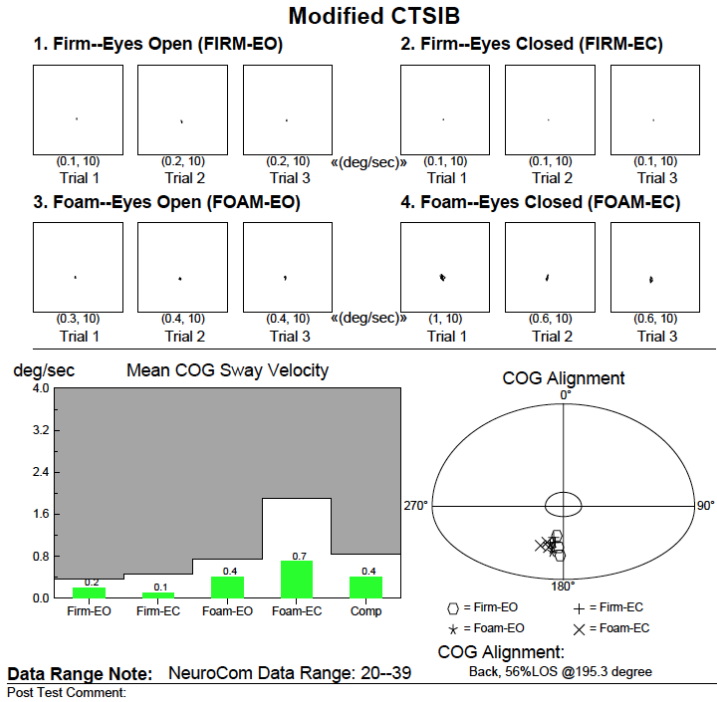 Modified CTSIB
1. Firm--Eyes Open (FIRM-EO)
2. Firm--Eyes Closed (FIRM-EC)
(0.1, 10) (0.2, 10) (0.2, 10) «(deg/sec)» (0.1, 10) (0.1, 10) (0.1, 10)
Trial 1 Trial 2 Trial 3 Trial 1 Trial 2 Trial 3
3. Foam--Eyes Open (FOAM-EO)
4. Foam--Eyes Closed (FOAM-EC)
(0.3, 10) (0.4, 10) (0.4, 10) «(deg/sec)» (1, 10) (0.6, 10) (0.6, 10)
Trial 1 Trial 2 Trial 3 Trial 1 Trial 2 Trial 3
deg/sec Mean COG Sway Velocity
4.0
3.2
2.4
1.6
0.8
0.0
0.2 0.1 0.4 0.7 0.4
Firm-EO Firm-EC Foam-EO Foam-EC Comp
COG Alignment
0°
270° 90°
180°
= Firm-EO = Firm-EC
= Foam-EO = Foam-EC
COG Alignment:
Back, 56%LOS @195.3 degree
Data Range Note: NeuroCom Data Range: 20--39
Post Test Comment: